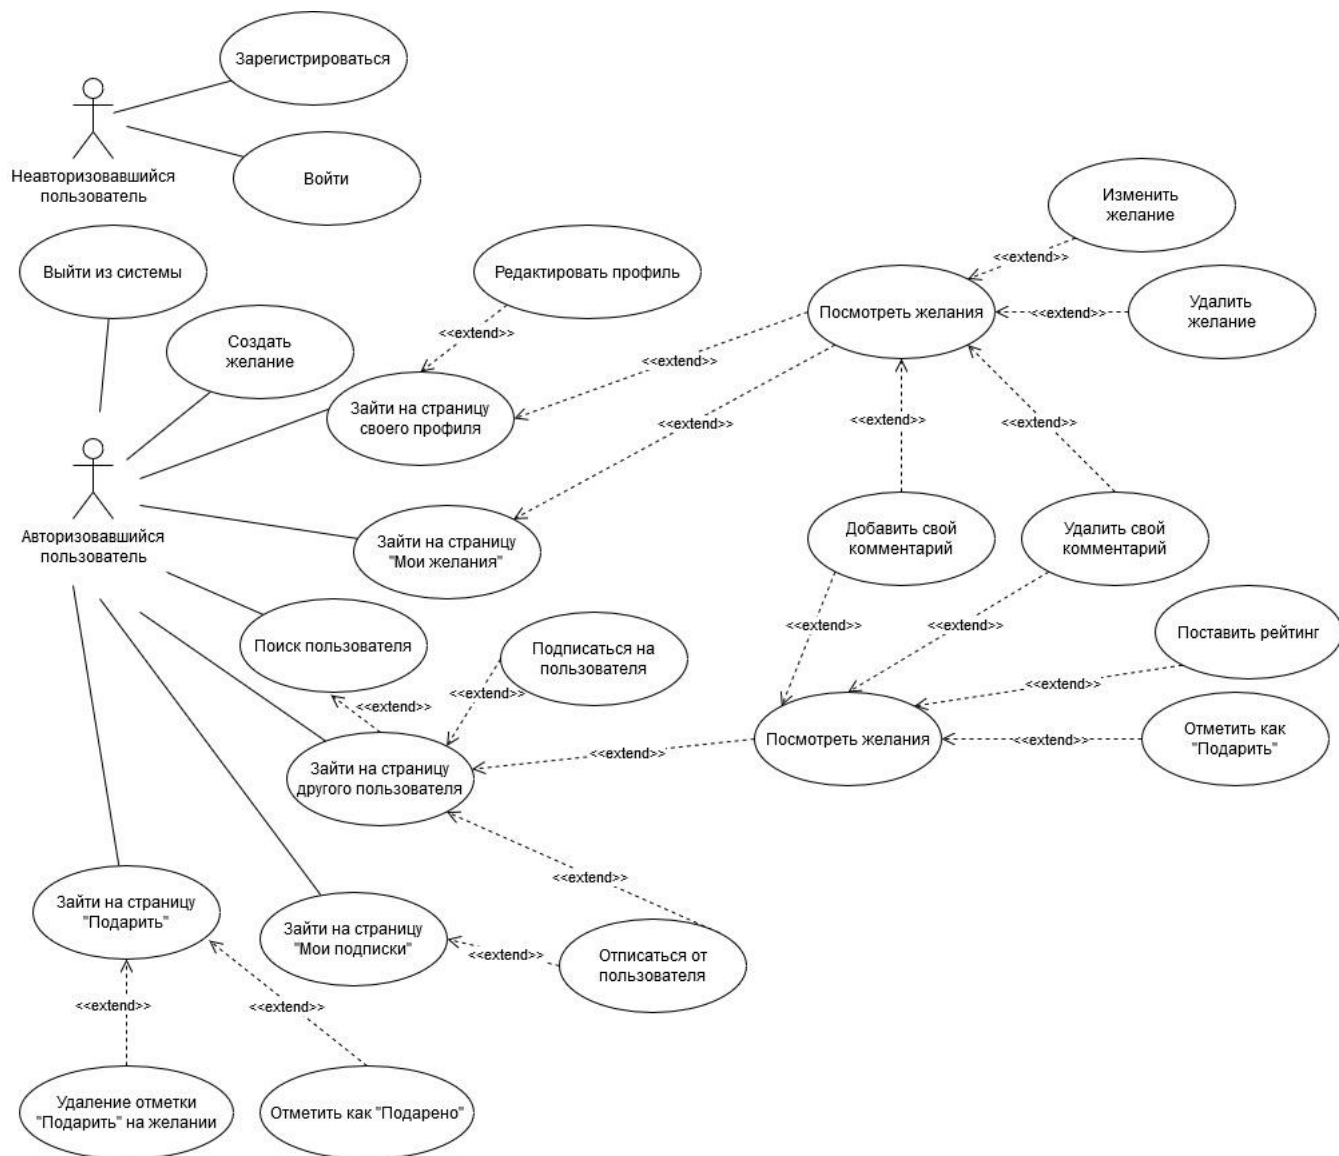 Зарегистрироваться
Неавторизовавшийся
пользователь
Войти
Изменить
желание
Выйти из системы
Редактировать профиль
<<extend>>
Посмотреть желания
<<extend>>
Удалить
желание
Создать
желание
<<extend>>
<<extend>>
Зайти на страницу
своего профиля
<<extend>>
<<extend>>
<<extend>>
Авторизовавшийся
пользователь
Зайти на страницу
"Мои желания"
Добавить свой
комментарий
Удалить свой
комментарий
Поиск пользователя
Подписаться на
пользователя
<<extend>>
<<extend>>
Поставить рейтинг
<<extend>>
<<extend>>
<<extend>>
Зайти на страницу
другого пользователя
<<extend>>
Посмотреть желания
<<extend>>
Отметить как
"Подарить"
<<extend>>
Зайти на страницу
"Подарить"
Зайти на страницу
"Мои подписки"
<<extend>>
Отписаться от
пользователя
<<extend>>
<<extend>>
Удаление отметки
"Подарить" на желании
Отметить как "Подарено"